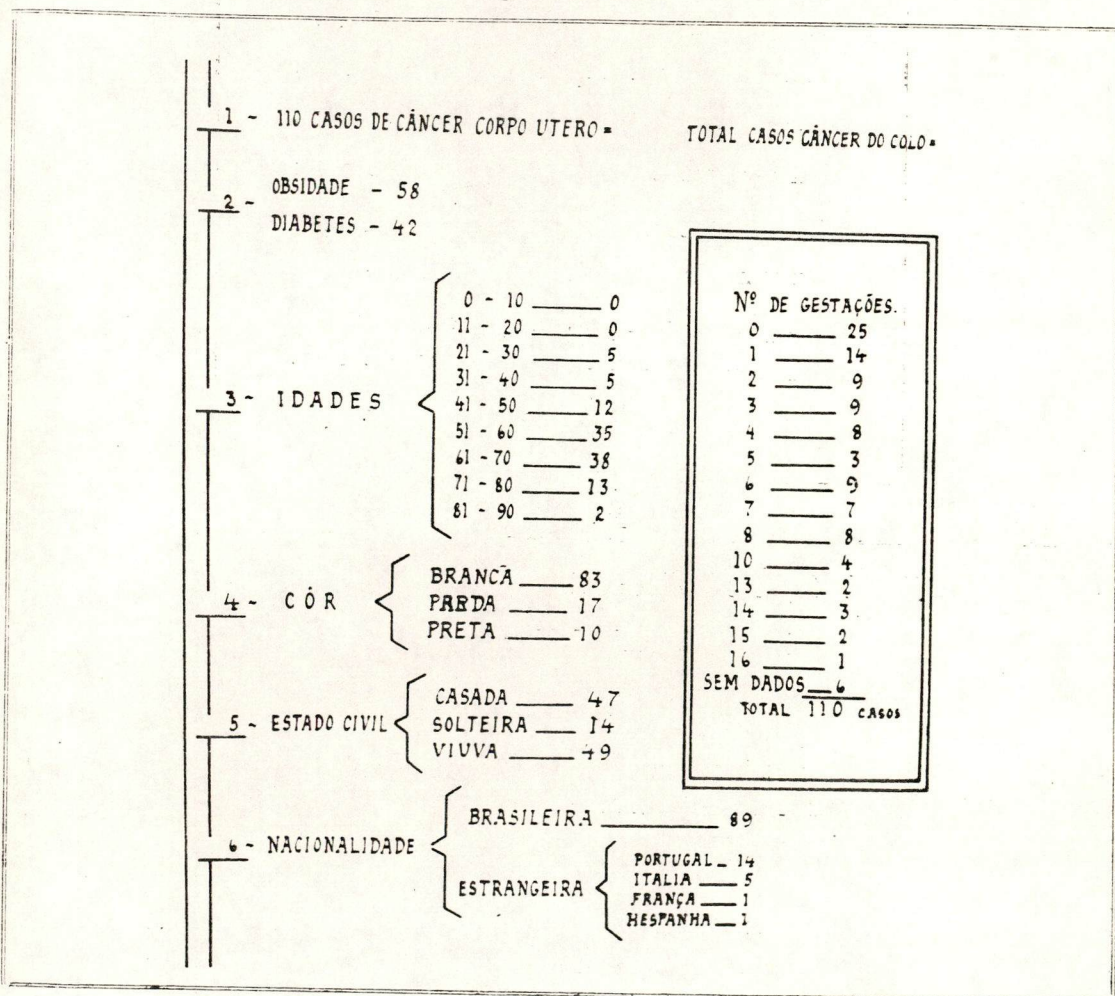 1 - 110 CASOS DE CÂNCER CORPO UTERO =
TOTAL CASOS CÂNCER DO COLO =
2 - OBSIDADE - 58
DIABETES - 42
3 - IDADES
0 - 10 ______ 0
11 - 20 ______ 0
21 - 30 ______ 5
31 - 40 ______ 5
41 - 50 ______ 12
51 - 60 ______ 35
61 - 70 ______ 38
71 - 80 ______ 13
81 - 90 ______ 2
4 - CÔR
BRANCA ______ 83
PARDA ______ 17
PRETA ______ 10
5 - ESTADO CIVIL
CASADA ______ 47
SOLTEIRA ______ 14
VIUVA ______ 49
6 - NACIONALIDADE
BRASILEIRA ______ 89
ESTRANGEIRA
PORTUGAL _ 14
ITALIA ___ 5
FRANÇA ___ 1
HESPANHA __ 1
Nº DE GESTAÇÕES.
0 ______ 25
1 ______ 14
2 ______ 9
3 ______ 9
4 ______ 8
5 ______ 3
6 ______ 9
7 ______ 7
8 ______ 8
10 ______ 4
13 ______ 2
14 ______ 3
15 ______ 2
16 ______ 1
SEM DADOS __ 6
TOTAL 110 CASOS